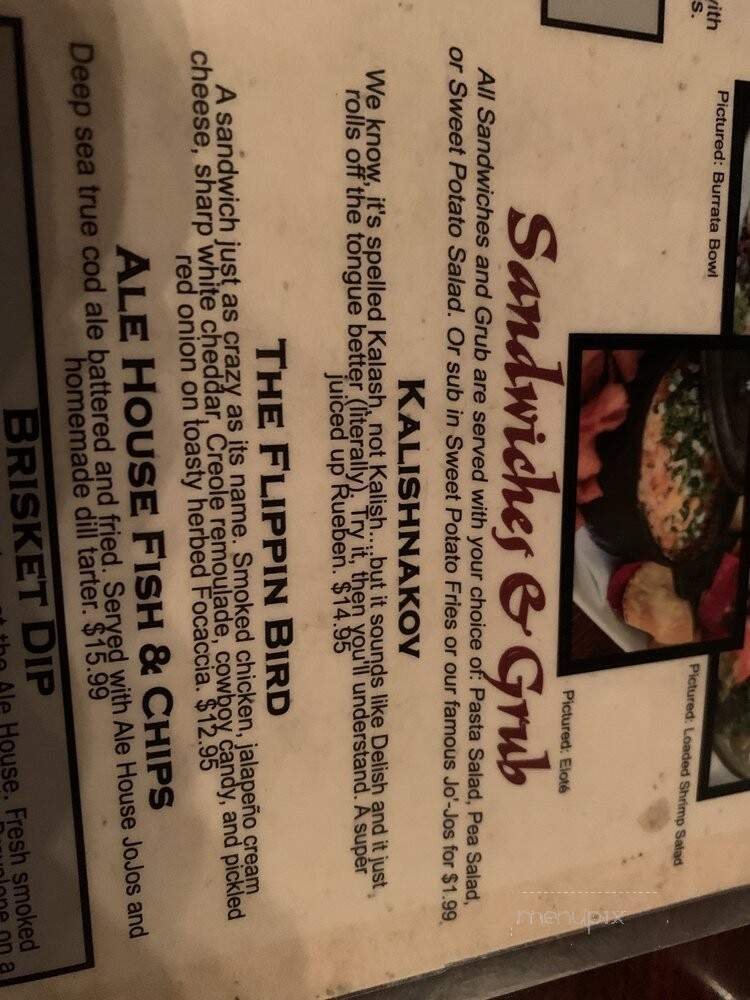 with
s.
Pictured: Burrata Bowl
Pictured: Loaded Shrimp Salad
Pictured: Eloté
Sandwiches & Grub
All Sandwiches and Grub are served with your choice of: Pasta Salad, Pea Salad,
or Sweet Potato Salad. Or sub in Sweet Potato Fries or our famous Jo'-Jos for $1.99
KALISHNAKOV
We know, it's spelled Kalash, not Kalish....but it sounds like Delish and it just
rolls off the tongue better (literally). Try it, then you'll understand. A super
juiced up Rueben. $14.95
THE FLIPPIN BIRD
A sandwich just as crazy as its name. Smoked chicken, jalapeño cream
cheese, sharp white cheddar, Creole remoulade, cowboy candy, and pickled
red onion on toasty herbed Focaccia. $12.95
ALE HOUSE FISH & CHIPS
Deep sea true cod ale battered and fried. Served with Ale House JoJos and
homemade dill tarter. $15.99
BRISKET DIP
at the Ale House. Fresh smoked
Provolone on a
menupix